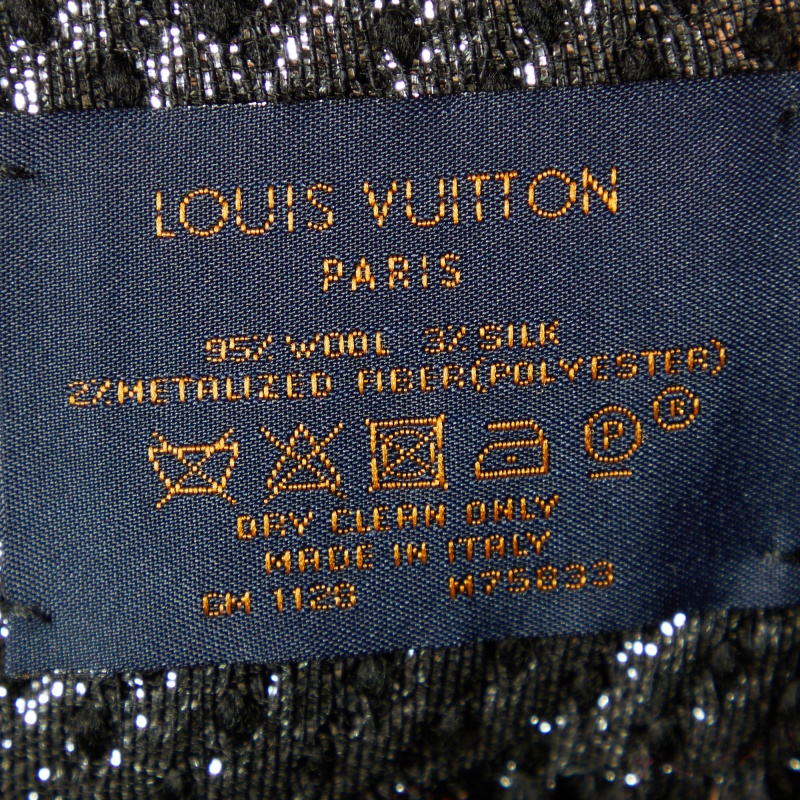 LOUIS VUITTON
PARIS
95% WOOL 3% SILK
2%METALIZED FIBER(POLYESTER)
P ®
DRY CLEAN ONLY
MADE IN ITALY
GM 1128 M75833